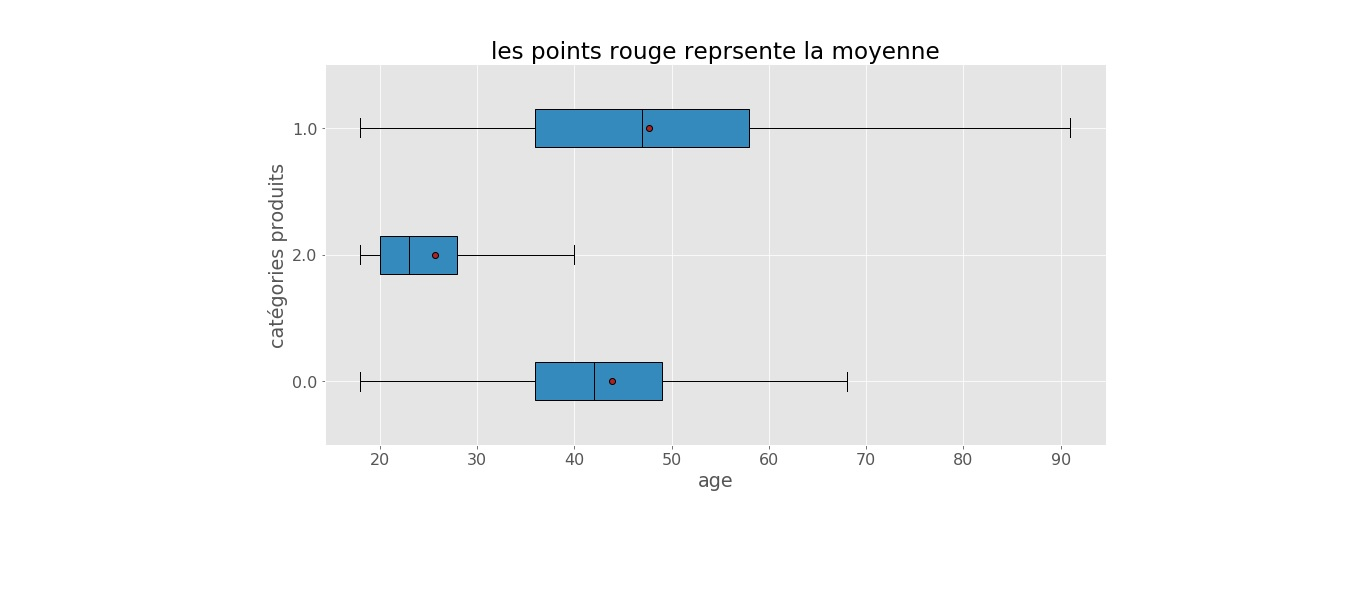 les points rouge reprsente la moyenne
catégories produits
1.0
2.0
0.0
20 30 40 50 60 70 80 90
age